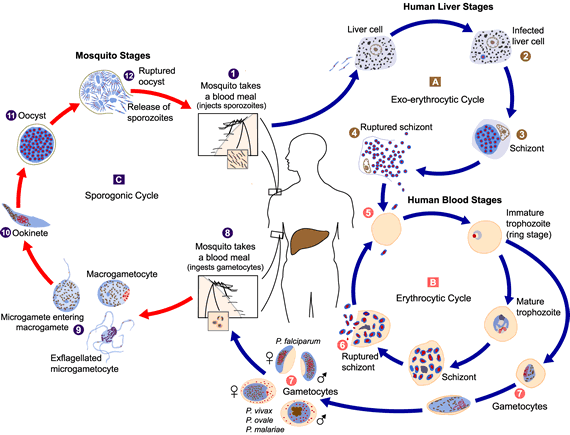 Human Liver Stages
Liver cell
Infected
liver cell
2
A
Exo-erythrocytic Cycle
3
Schizont
4
Ruptured schizont
Mosquito Stages
12
Ruptured
oocyst
Release of
sporozoites
1
Mosquito takes
a blood meal
(injects sporozoites)
11
Oocyst
C
Sporogonic Cycle
10
Ookinete
8
Mosquito takes
a blood meal
(ingests gametocytes)
Macrogametocyte
Microgamete entering
macrogamete
9
Exflagellated
microgametocyte
Human Blood Stages
5
Immature
trophozoite
(ring stage)
B
Erythrocytic Cycle
Mature
trophozoite
6
Ruptured
schizont
Schizont
7
Gametocytes
P. falciparum
♀
7
♂
Gametocytes
♀
♂
P. vivax
P. ovale
P. malariae